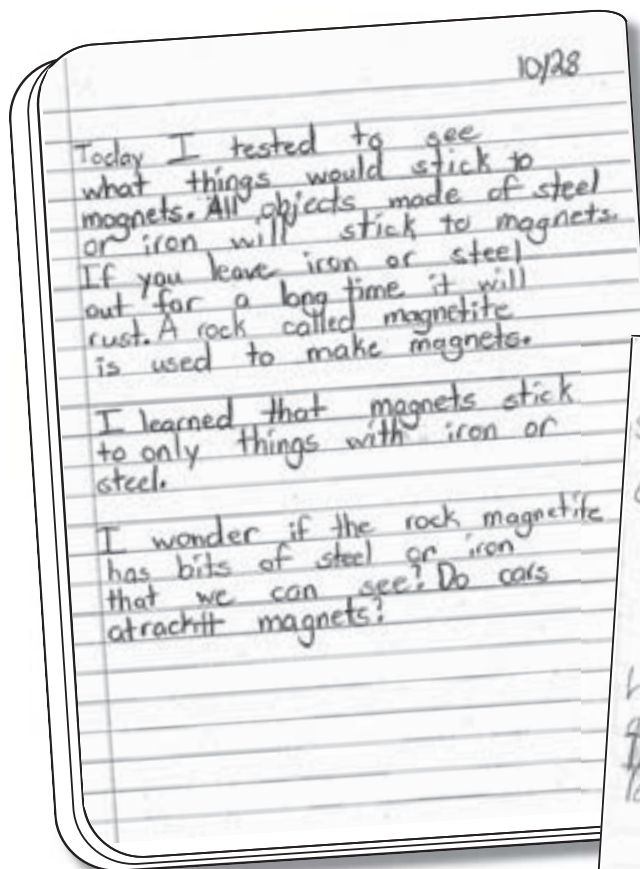 10/28
Today I tested to see
what things would stick to
magnets. All objects made of steel
or iron will stick to magnets.
If you leave iron or steel
out for a long time it will
rust. A rock called magnetite
is used to make magnets.
I learned that magnets stick
to only things with iron or
steel.
I wonder if the rock magnetite
has bits of steel or iron
that we can see? Do cars
magnets?